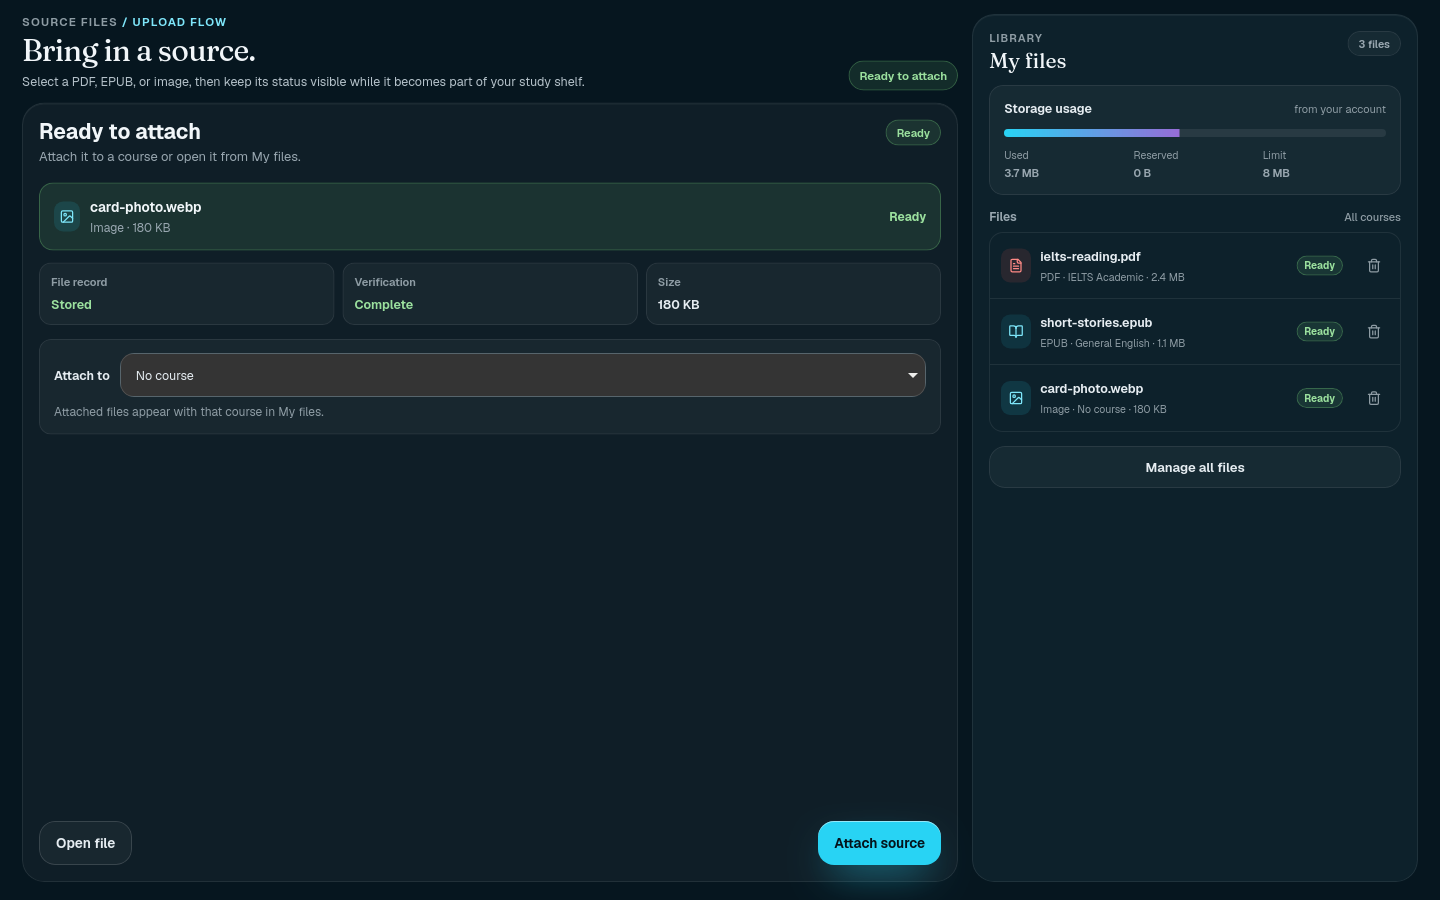 SOURCE FILES / UPLOAD FLOW
Bring in a source.
Select a PDF, EPUB, or image, then keep its status visible while it becomes part of your study shelf.
Ready to attach
Ready to attach
Ready
Attach it to a course or open it from My files.
card-photo.webp
Image · 180 KB
Ready
File record
Stored
Verification
Complete
Size
180 KB
Attach to
No course
Attached files appear with that course in My files.
Open file
Attach source
LIBRARY
My files
3 files
Storage usage
from your account
Used
3.7 MB
Reserved
0 B
Limit
8 MB
Files
All courses
ielts-reading.pdf
PDF · IELTS Academic · 2.4 MB
Ready
short-stories.epub
EPUB · General English · 1.1 MB
Ready
card-photo.webp
Image · No course · 180 KB
Ready
Manage all files